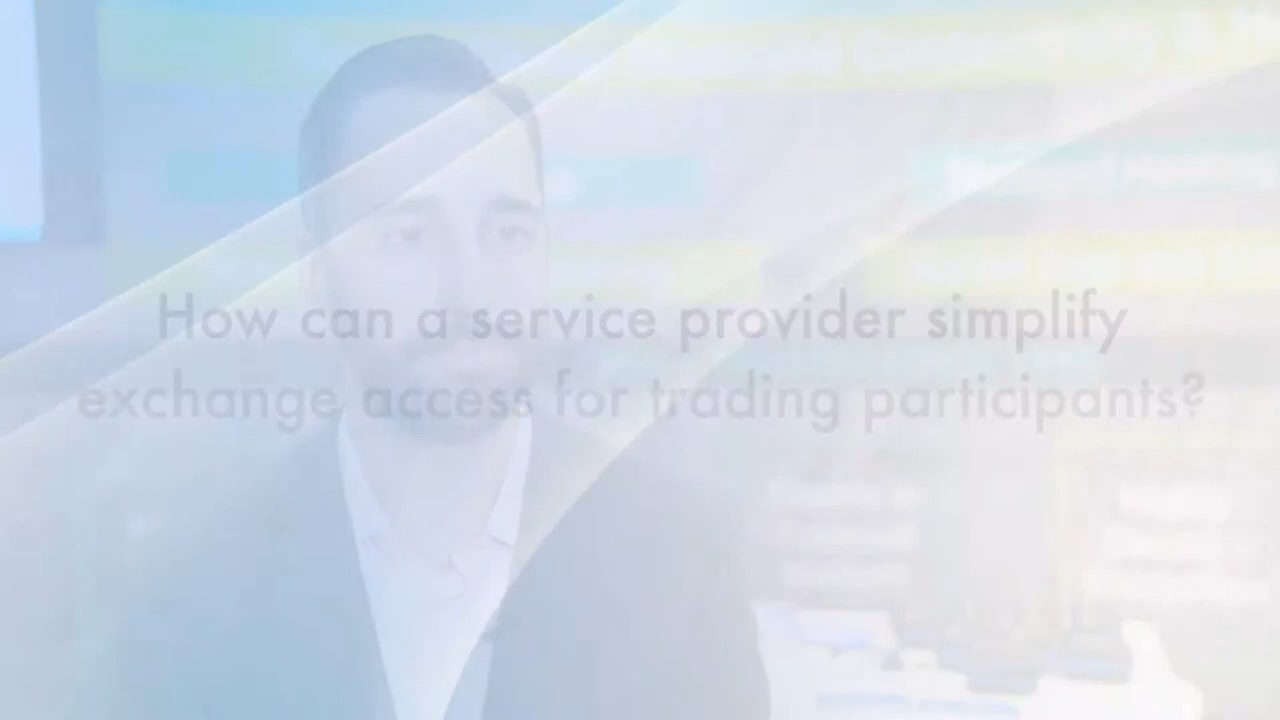 How can a service provider simplify
exchange access for trading participants?